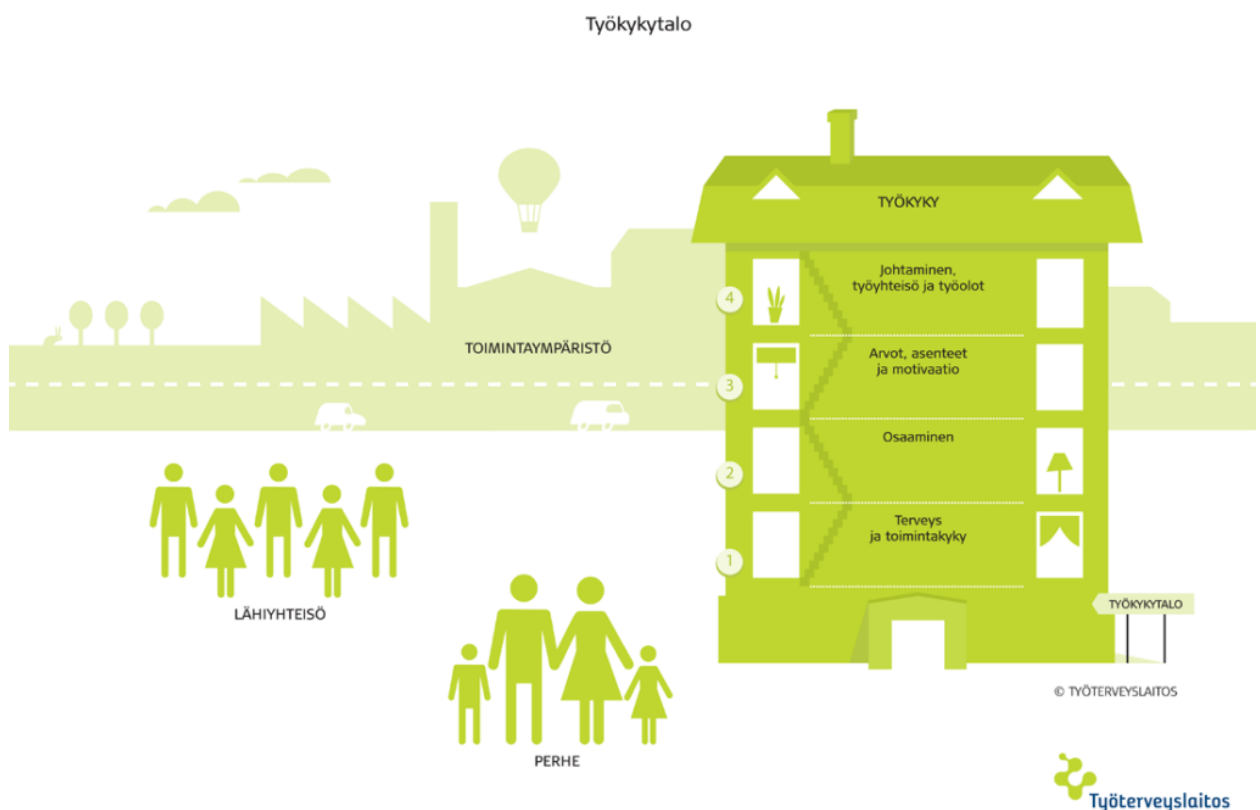 Työkykytalo
TYÖKYKY
4
Johtaminen,
työyhteisö ja työolot
TOIMINTAYMPÄRISTÖ
3
Arvot, asenteet
ja motivaatio
2
Osaaminen
1
Terveys
ja toimintakyky
LÄHIYHTEISÖ
TYÖKYKYTALO
PERHE
© TYÖTERVEYSLAITOS
Työterveyslaitos